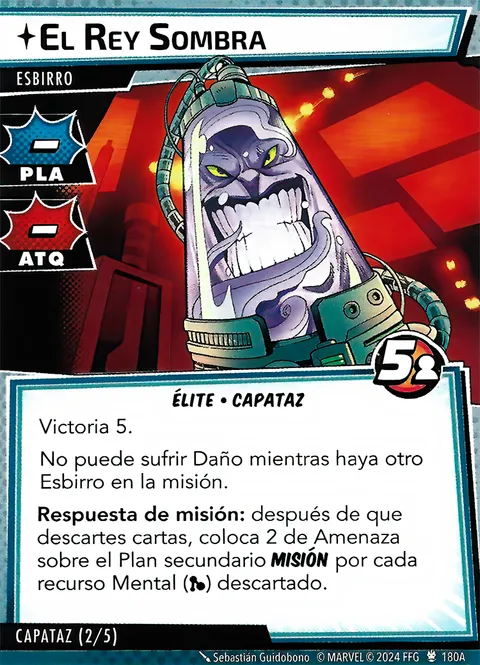 El Rey Sombra
ESBIRRO
-
PLA
-
ATQ
5
ÉLITE • CAPATAZ
Victoria 5.
No puede sufrir Daño mientras haya otro
Esbirro en la misión.
Respuesta de misión: después de que
descartes cartas, coloca 2 de Amenaza
sobre el Plan secundario MISIÓN por cada
recurso Mental () descartado.
CAPATAZ (2/5)
Sebastián Guidobono © MARVEL © 2024 FFG 180A